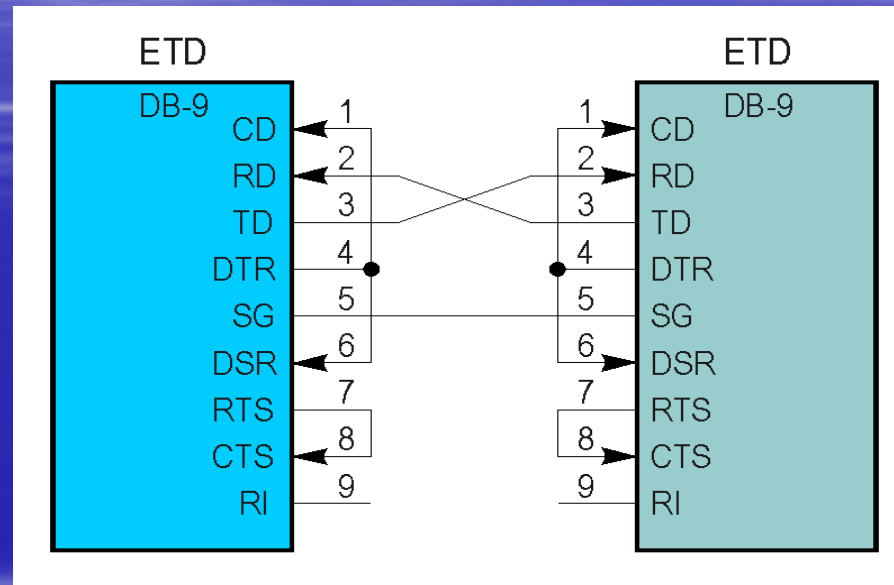 ETD ETD
DB-9 DB-9
CD 1 1 CD
RD 2 2 RD
TD 3 3 TD
DTR 4 4 DTR
SG 5 5 SG
DSR 6 6 DSR
RTS 7 7 RTS
CTS 8 8 CTS
RI 9 9 RI